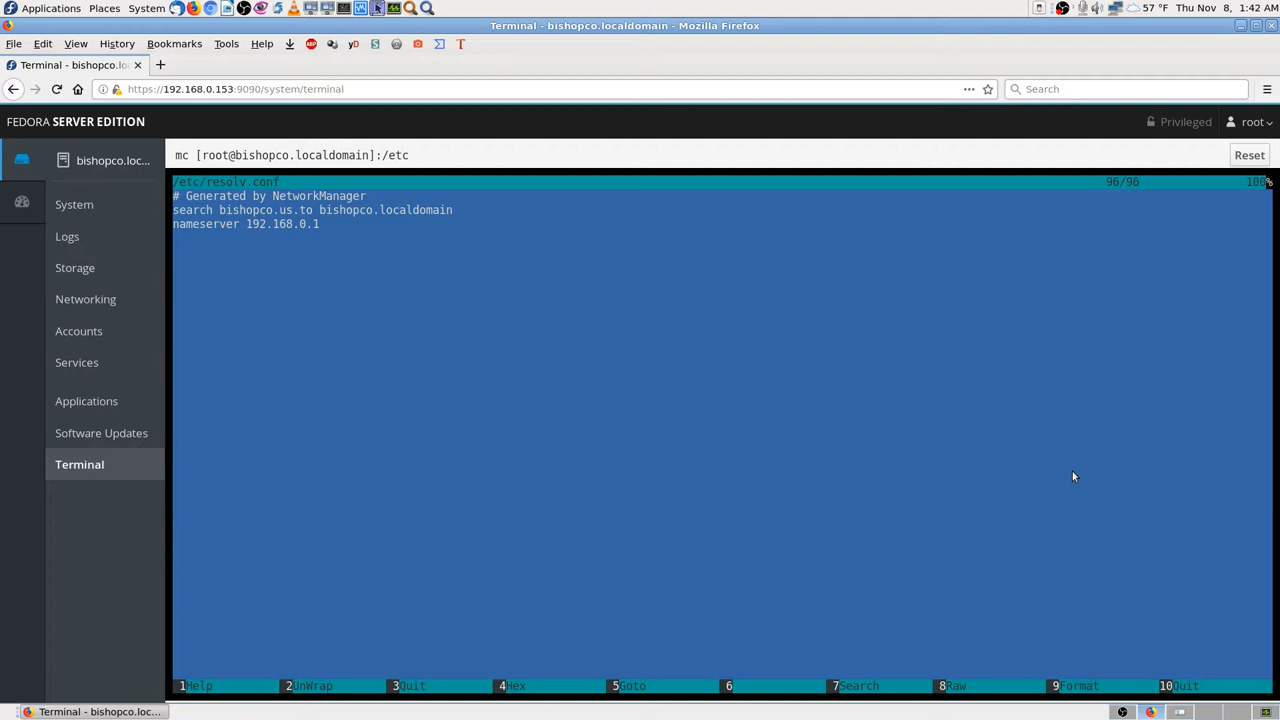 Applications Places System 57 °F Thu Nov 8, 1:42 AM
Terminal - bishopco.localdomain - Mozilla Firefox
File Edit View History Bookmarks Tools Help
Terminal - bishopco.lo
https://192.168.0.153:9090/system/terminal Search
FEDORA SERVER EDITION Privileged root
bishopco.loc... mc [root@bishopco.localdomain]:/etc Reset
/etc/resolv.conf 96/96 100%
# Generated by NetworkManager
search bishopco.us.to bishopco.localdomain
nameserver 192.168.0.1
System
Logs
Storage
Networking
Accounts
Services
Applications
Software Updates
Terminal
1Help 2UnWrap 3Quit 4Hex 5Goto 6 7Search 8Raw 9Format 10Quit
Terminal - bishopco.loc...